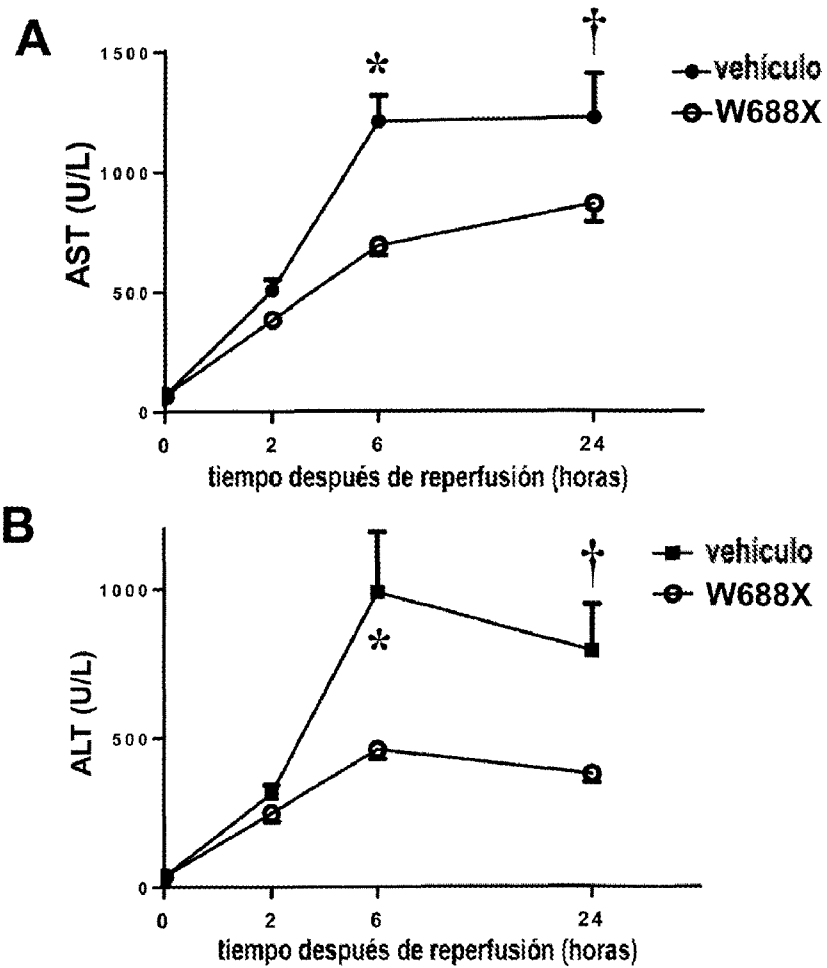 A
1500
1000
500
0
AST (U/L)
*
†
vehículo
W688X
0 2 6 24
tiempo después de reperfusión (horas)
B
1000
500
0
ALT (U/L)
*
†
vehículo
W688X
0 2 6 24
tiempo después de reperfusión (horas)